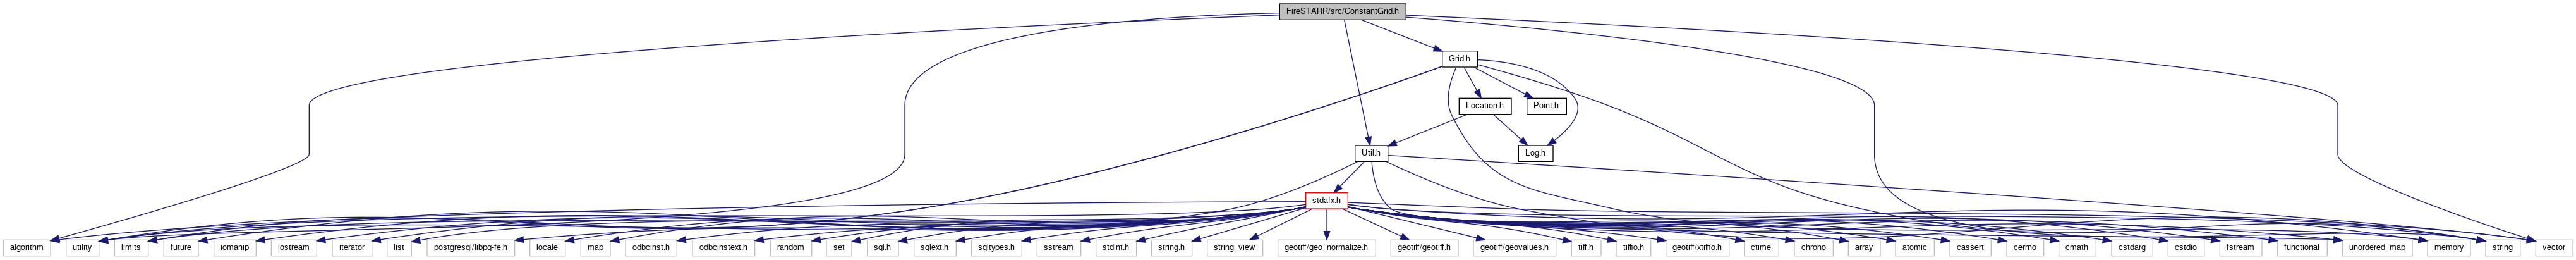 FireSTARR/src/ConstantGrid.h
Grid.h
Location.h
Point.h
Util.h
Log.h
stdafx.h
algorithm
utility
limits
future
iomanip
iostream
iterator
list
postgresql/libpq-fe.h
locale
map
odbcinst.h
odbcinstext.h
random
set
sql.h
sqlext.h
sqltypes.h
sstream
stdint.h
string.h
string_view
geotiff/geo_normalize.h
geotiff/geotiff.h
geotiff/geovalues.h
tiff.h
tiffio.h
geotiff/xtiffio.h
ctime
chrono
array
atomic
cassert
cerrno
cmath
cstdarg
cstdio
fstream
functional
unordered_map
memory
string
vector